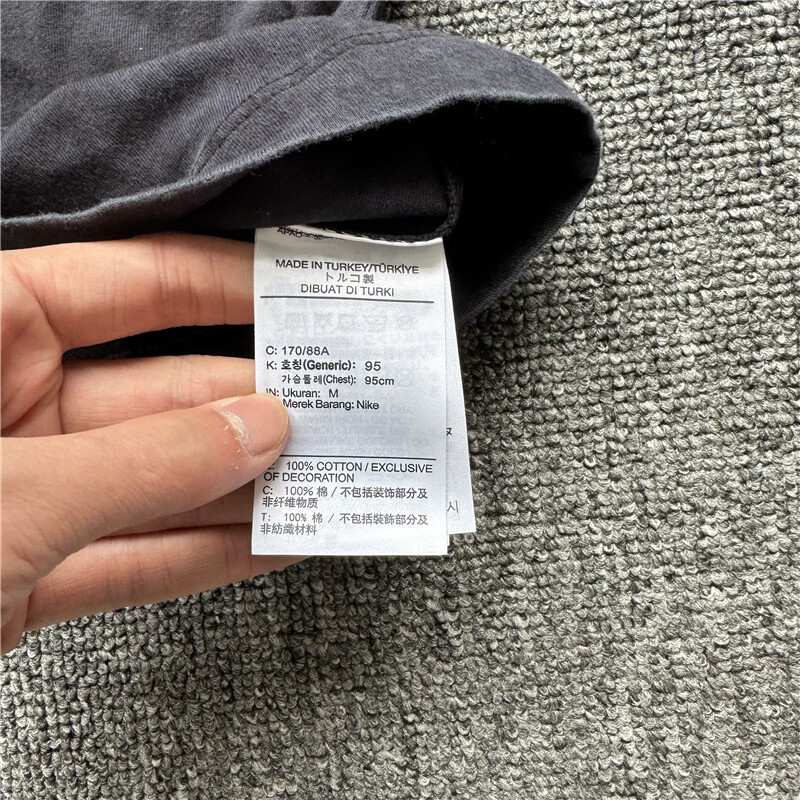 MADE IN TURKEY/TÜRKİYE
トルコ製
DIBUAT DI TURKI
C: 170/88A
K: 호칭(Generic): 95
가슴둘레(Chest): 95cm
IN: Ukuran: M
Merek Barang: Nike
100% COTTON / EXCLUSIVE
OF DECORATION
C: 100% 棉 / 不包括装饰部分及
非纤维物质
T: 100% 棉 / 不包括裝飾部分及
非紡織材料
시